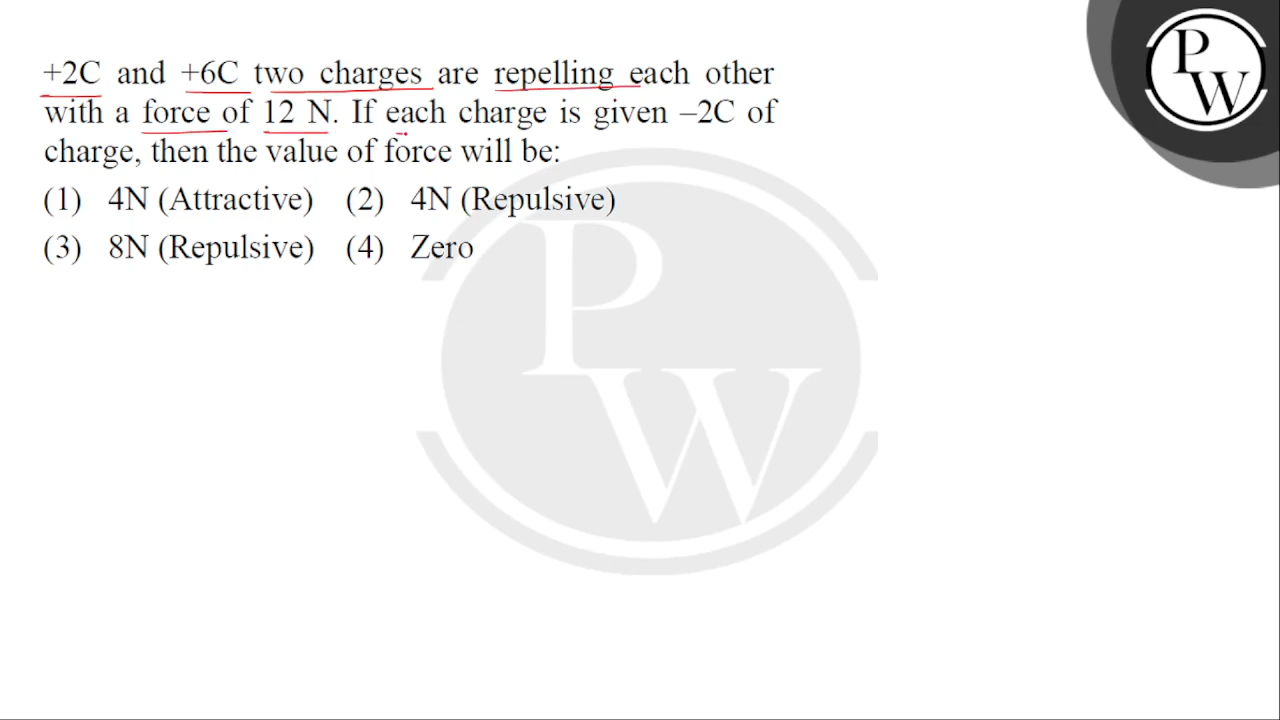 +2C and +6C two charges are repelling each other
with a force of 12 N. If each charge is given –2C of
charge, then the value of force will be:
(1) 4N (Attractive) (2) 4N (Repulsive)
(3) 8N (Repulsive) (4) Zero
P
W
P
W